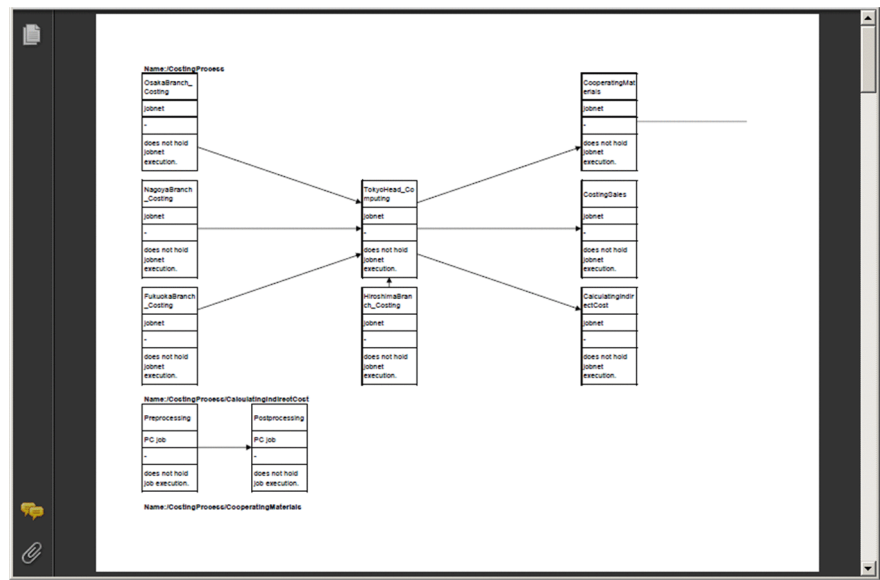 Name:/CostingProcess
OsakaBranch_
Costing
jobnet
-
does not hold
jobnet
execution.
CooperatingMat
erials
jobnet
-
does not hold
jobnet
execution.
NagoyaBranch
_Costing
jobnet
-
does not hold
jobnet
execution.
TokyoHead_Co
mputing
jobnet
-
does not hold
jobnet
execution.
CostingSales
jobnet
-
does not hold
jobnet
execution.
FukuokaBranch
_Costing
jobnet
-
does not hold
jobnet
execution.
HiroshimaBran
ch_Costing
jobnet
-
does not hold
jobnet
execution.
CalculatingIndir
ectCost
jobnet
-
does not hold
jobnet
execution.
Name:/CostingProcess/CalculatingIndirectCost
Preprocessing
PC job
-
does not hold
job execution.
Postprocessing
PC job
-
does not hold
job execution.
Name:/CostingProcess/CooperatingMaterials